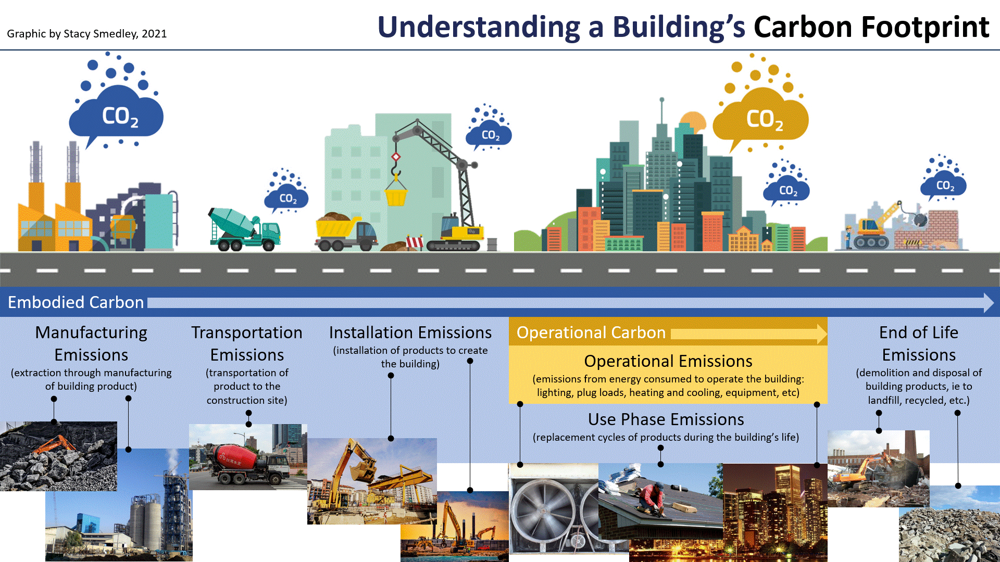 Graphic by Stacy Smedley, 2021
Understanding a Building’s Carbon Footprint
CO2
CO2
CO2
CO2
CO2
CO2
Embodied Carbon
Manufacturing
Emissions
(extraction through manufacturing
of building product)
Transportation
Emissions
(transportation of
product to the
construction site)
Installation Emissions
(installation of products to create
the building)
Operational Carbon
Operational Emissions
(emissions from energy consumed to operate the building:
lighting, plug loads, heating and cooling, equipment, etc)
Use Phase Emissions
(replacement cycles of products during the building’s life)
End of Life
Emissions
(demolition and disposal of
building products, ie to
landfill, recycled, etc.)
台灣水泥